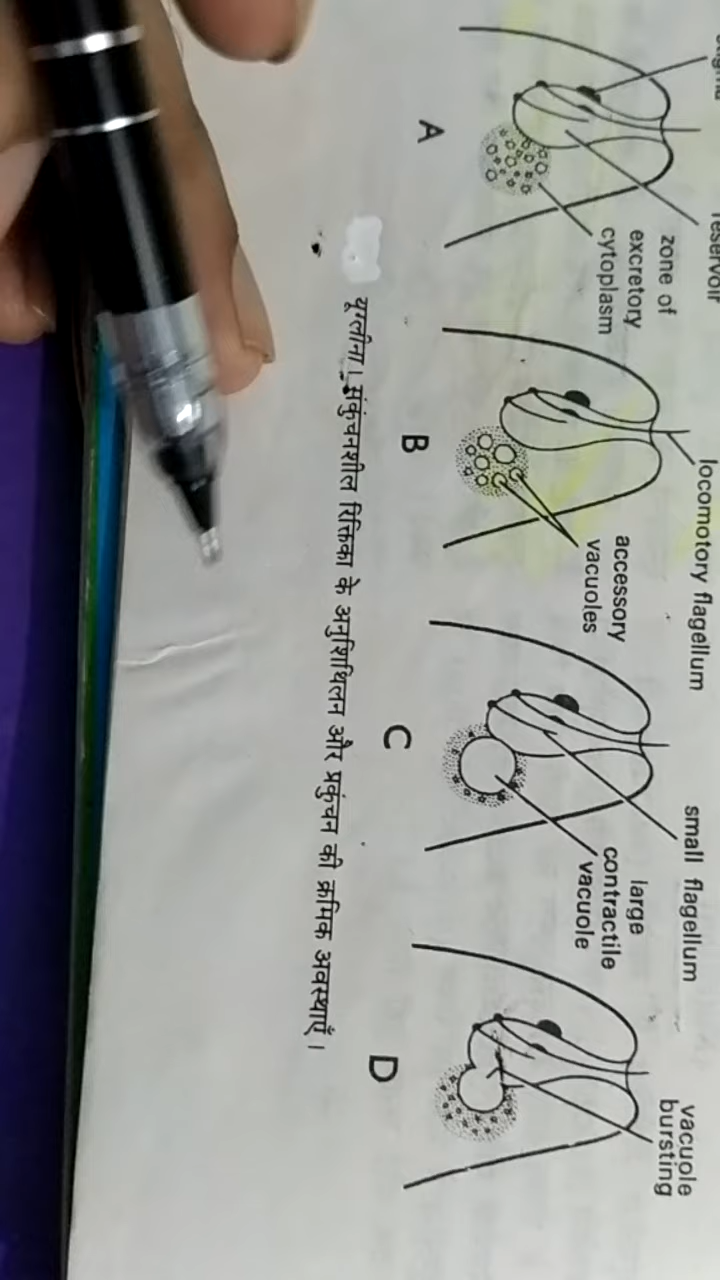 reservoir
zone of
excretory
cytoplasm
A
locomotory flagellum
accessory
vacuoles
B
small flagellum
large
contractile
vacuole
C
vacuole
bursting
D
यूग्लीना। संकुंचनशील रिक्तिका के अनुशिथिलन और प्रकुंचन की क्रमिक अवस्थाएँ।